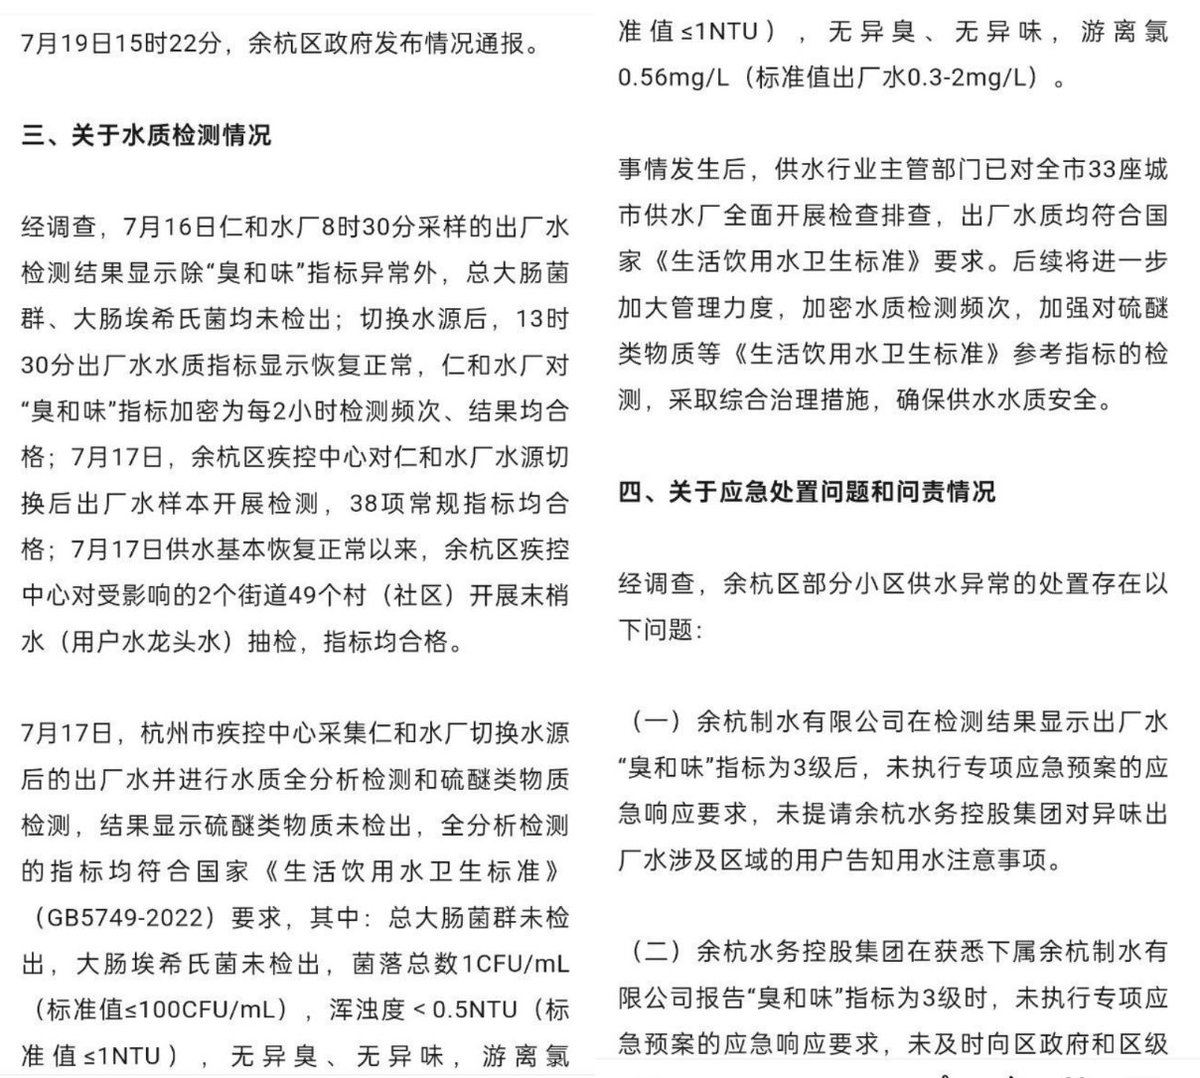 7月19日15时22分，余杭区政府发布情况通报。
三、关于水质检测情况
经调查，7月16日仁和水厂8时30分采样的出厂水
检测结果显示除“臭和味”指标异常外，总大肠菌
群、大肠埃希氏菌均未检出；切换水源后，13时
30分出厂水水质指标显示恢复正常，仁和水厂对
“臭和味”指标加密为每2小时检测频次、结果均合
格；7月17日，余杭区疾控中心对仁和水厂水源切
换后出厂水样本开展检测，38项常规指标均合
格；7月17日供水基本恢复正常以来，余杭区疾控
中心对受影响的2个街道49个村（社区）开展末梢
水（用户水龙头水）抽检，指标均合格。
7月17日，杭州市疾控中心采集仁和水厂切换水源
后的出厂水并进行水质全分析检测和硫醚类物质
检测，结果显示硫醚类物质未检出，全分析检测
的指标均符合国家《生活饮用水卫生标准》
（GB5749-2022）要求，其中：总大肠菌群未检
出，大肠埃希氏菌未检出，菌落总数1CFU/mL
（标准值≤100CFU/mL），浑浊度＜0.5NTU（标
准值≤1NTU），无异臭、无异味，游离氯
准值≤1NTU），无异臭、无异味，游离氯
0.56mg/L（标准值出厂水0.3-2mg/L）。
事情发生后，供水行业主管部门已对全市33座城
市供水厂全面开展检查排查，出厂水质均符合国
家《生活饮用水卫生标准》要求。后续将进一步
加大管理力度，加密水质检测频次，加强对硫醚
类物质等《生活饮用水卫生标准》参考指标的检
测，采取综合治理措施，确保供水水质安全。
四、关于应急处置问题和问责情况
经调查，余杭区部分小区供水异常的处置存在以
下问题：
（一）余杭制水有限公司在检测结果显示出厂水
“臭和味”指标为3级后，未执行专项应急预案的应
急响应要求，未提请余杭水务控股集团对异味出
厂水涉及区域的用户告知用水注意事项。
（二）余杭水务控股集团在获悉下属余杭制水有
限公司报告“臭和味”指标为3级时，未执行专项应
急预案的应急响应要求，未及时向区政府和区级